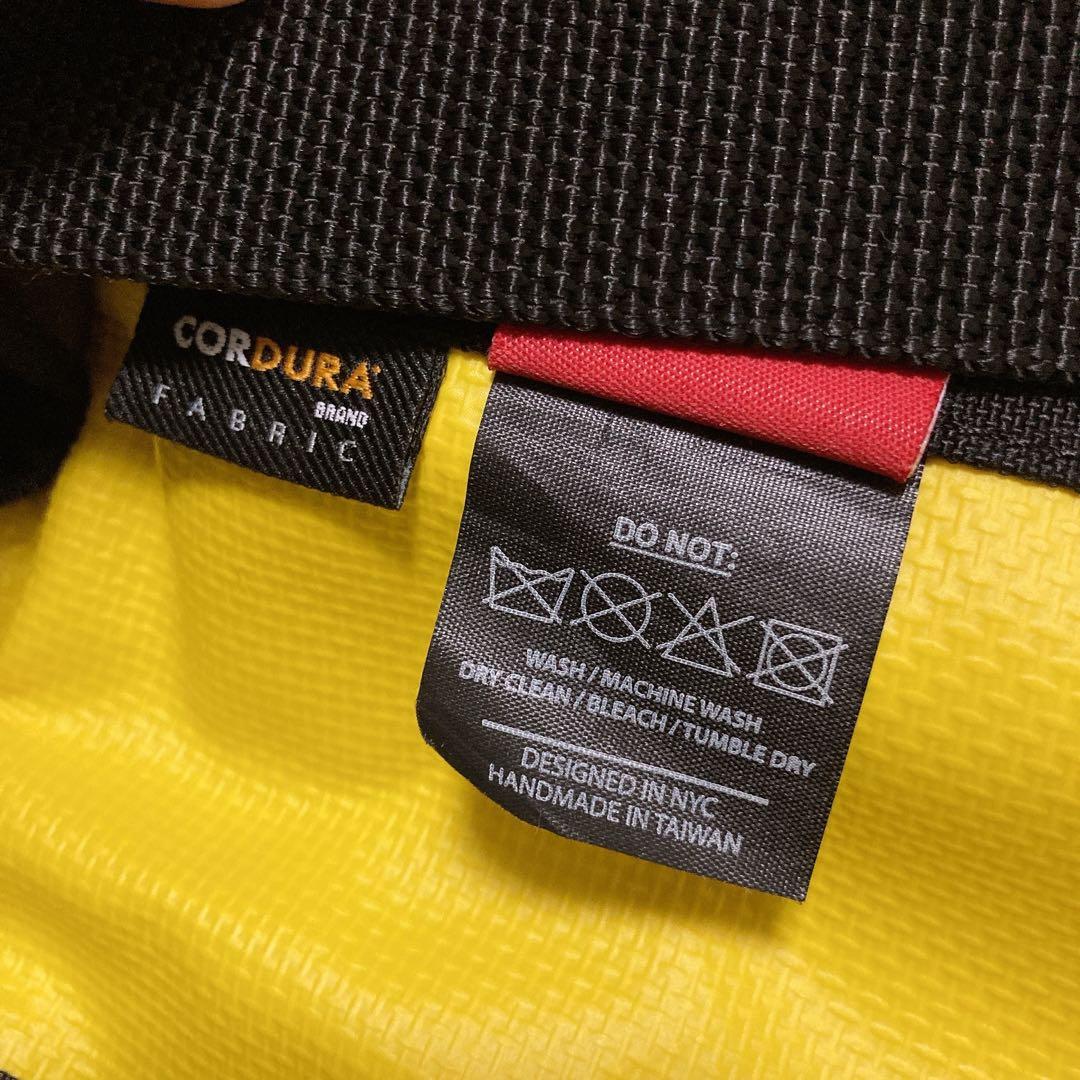 CORDURA®
BRAND
FABRIC
DO NOT:
WASH / MACHINE WASH
DRY CLEAN / BLEACH / TUMBLE DRY
DESIGNED IN NYC
HANDMADE IN TAIWAN